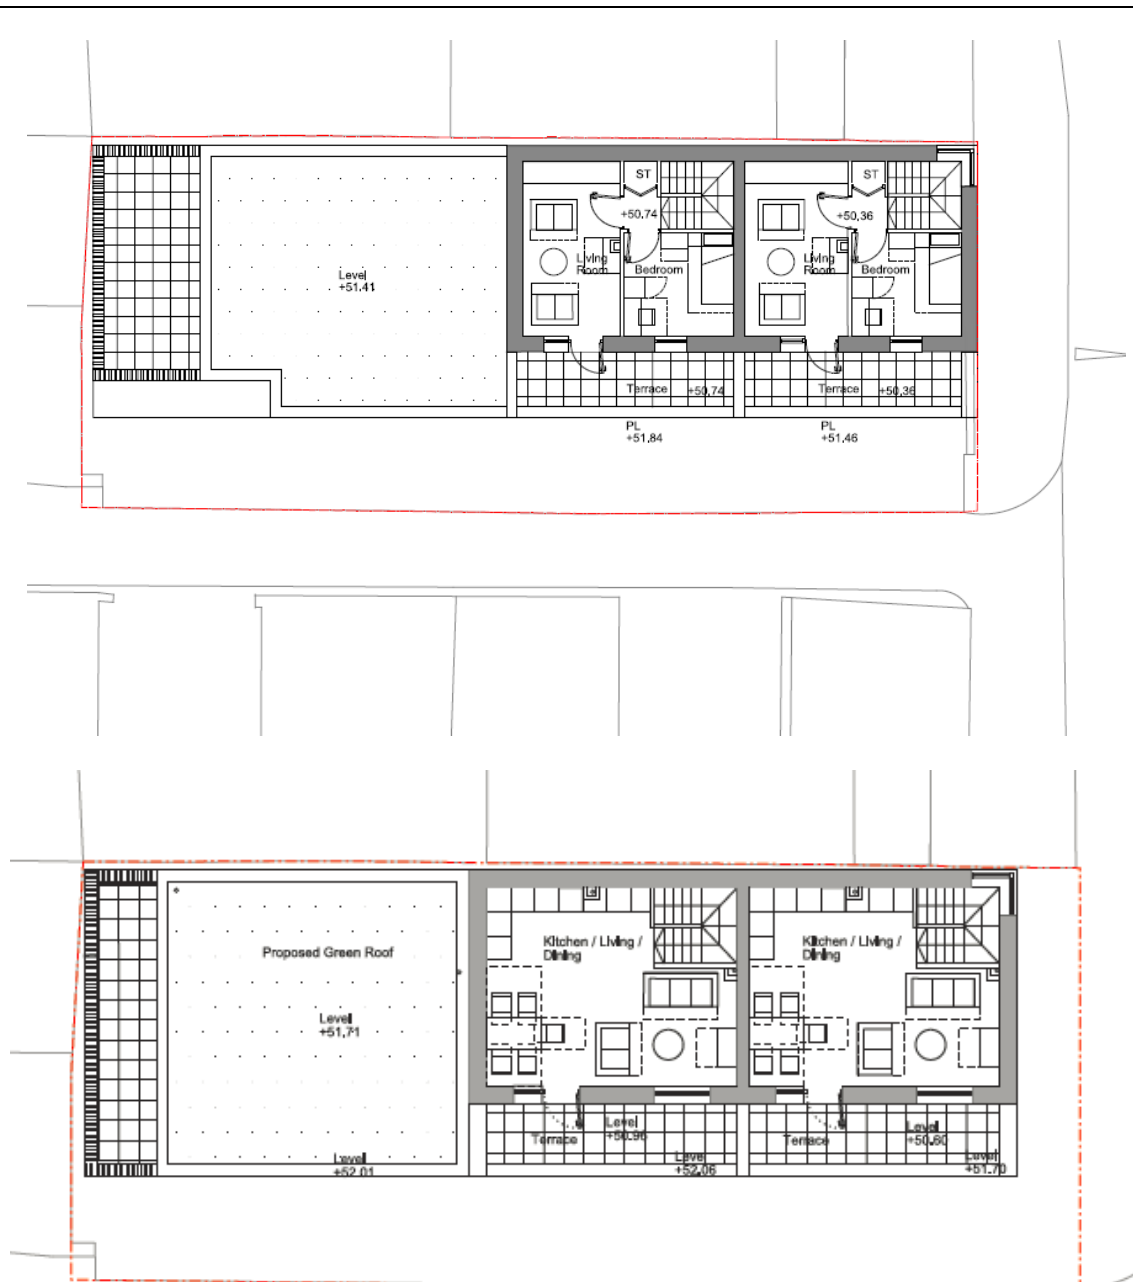 ST
ST
+50.74
+50.36
Living
Room
Bedroom
Living
Room
Bedroom
Level
+51.41
Terrace
+50.74
Terrace
+50.36
PL
+51.84
PL
+51.46
Kitchen / Living /
Dining
Kitchen / Living /
Dining
Proposed Green Roof
Level
+51.71
Level
+50.96
Terrace
Level
+50.60
Terrace
Level
+52.01
Level
+52.06
Level
+51.70